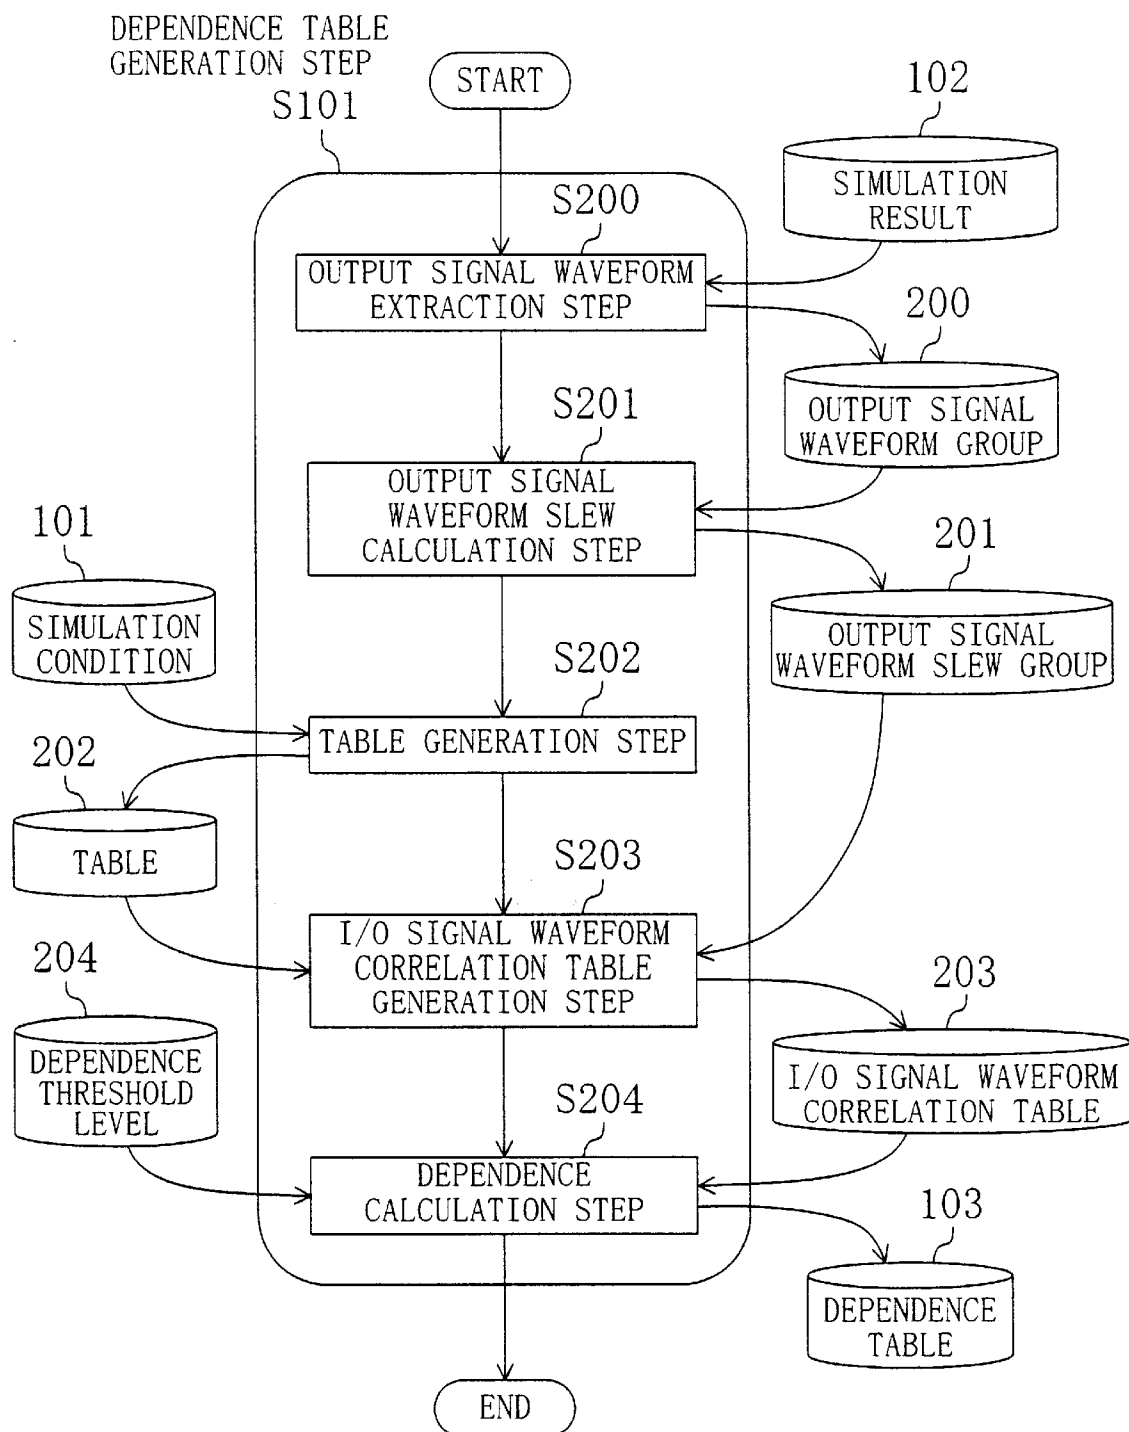 DEPENDENCE TABLE
GENERATION STEP
S101
START
102
SIMULATION
RESULT
S200
OUTPUT SIGNAL WAVEFORM
EXTRACTION STEP
200
OUTPUT SIGNAL
WAVEFORM GROUP
S201
OUTPUT SIGNAL
WAVEFORM SLEW
CALCULATION STEP
101
SIMULATION
CONDITION
201
OUTPUT SIGNAL
WAVEFORM SLEW GROUP
S202
TABLE GENERATION STEP
202
TABLE
S203
I/O SIGNAL WAVEFORM
CORRELATION TABLE
GENERATION STEP
204
DEPENDENCE
THRESHOLD
LEVEL
203
I/O SIGNAL WAVEFORM
CORRELATION TABLE
S204
DEPENDENCE
CALCULATION STEP
103
DEPENDENCE
TABLE
END